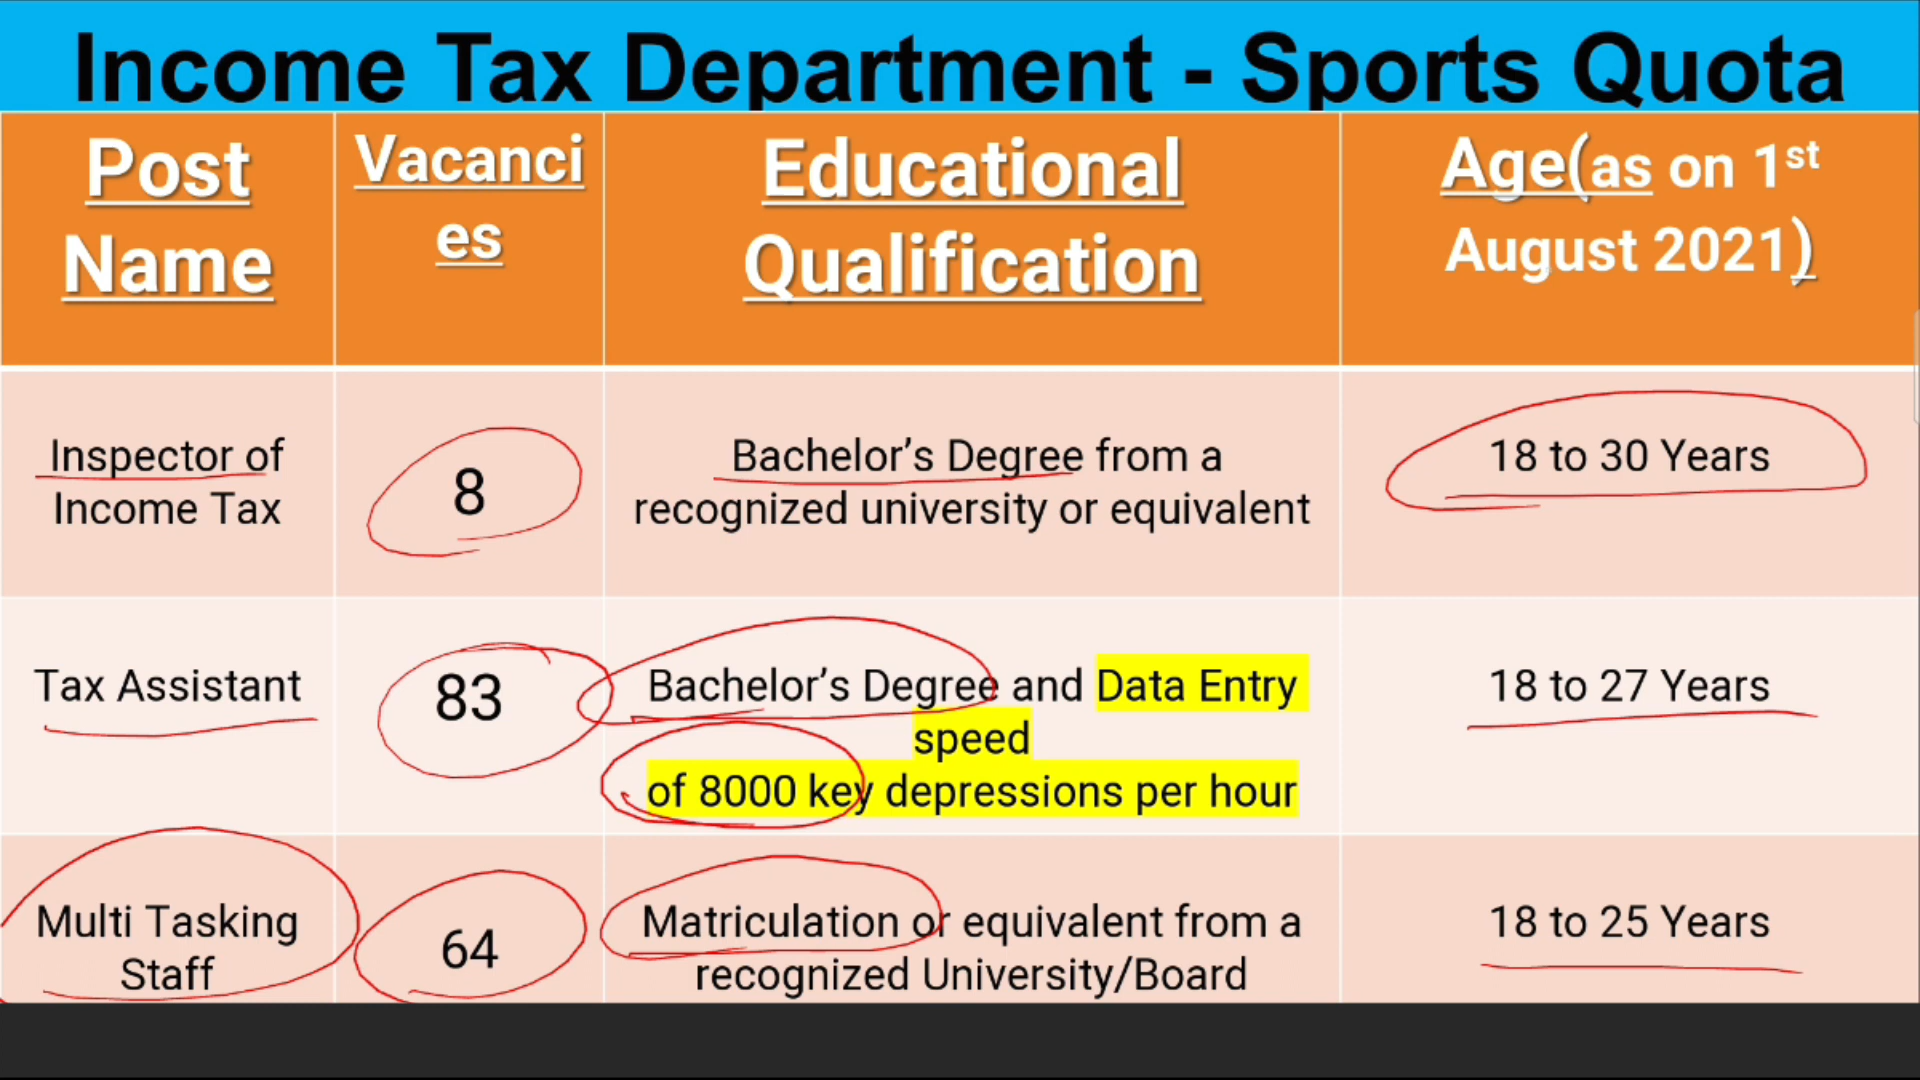 Income Tax Department - Sports Quota
Post
Name
Vacanci
es
Educational
Qualification
Age(as on 1st
August 2021)
Inspector of
Income Tax
8
Bachelor’s Degree from a
recognized university or equivalent
18 to 30 Years
Tax Assistant
83
Bachelor’s Degree and Data Entry
speed
of 8000 key depressions per hour
18 to 27 Years
Multi Tasking
Staff
64
Matriculation or equivalent from a
recognized University/Board
18 to 25 Years